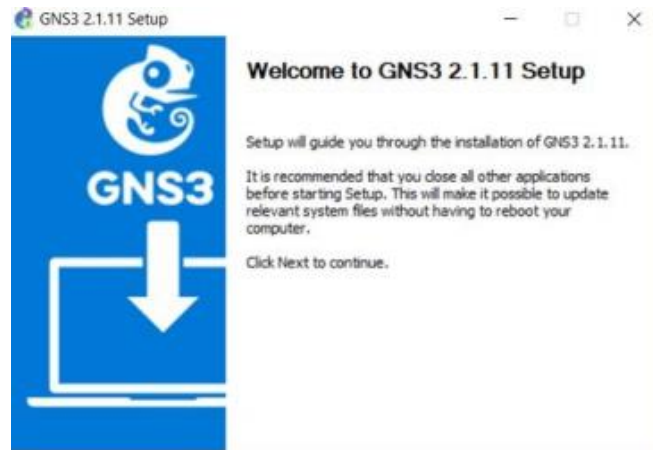 GNS3 2.1.11 Setup
Welcome to GNS3 2.1.11 Setup
Setup will guide you through the installation of GNS3 2.1.11.
It is recommended that you close all other applications
before starting Setup. This will make it possible to update
relevant system files without having to reboot your
computer.
Click Next to continue.
GNS3